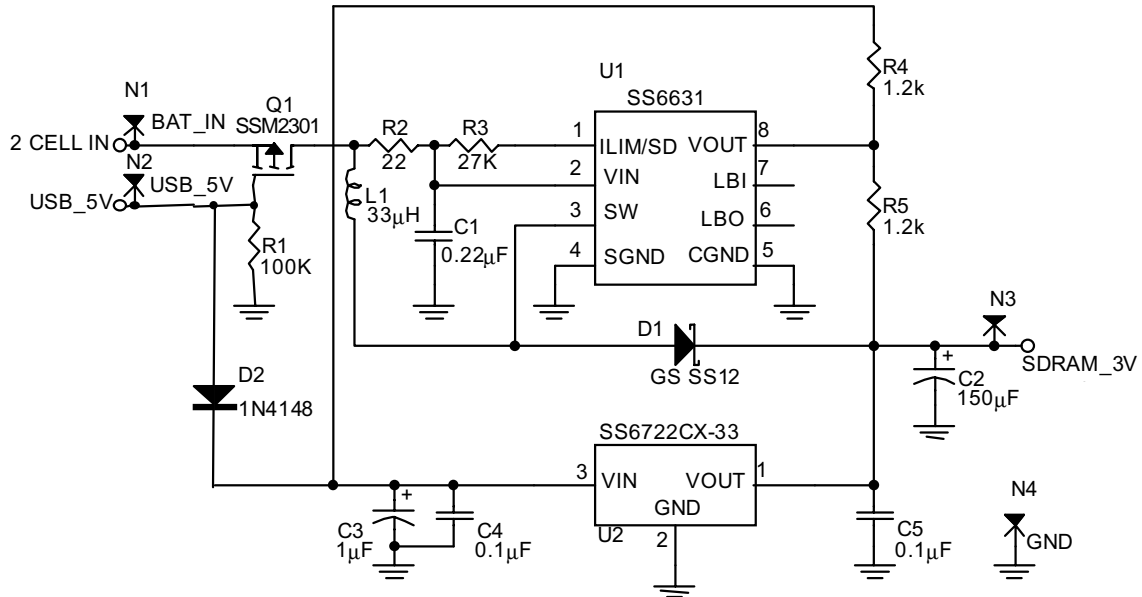 N1
BAT_IN
2 CELL IN
N2
USB_5V
USB_5V
Q1
SSM2301
R1
100K
R2
22
R3
27K
L1
33µH
C1
0.22µF
U1
SS6631
1
ILIM/SD
2
VIN
3
SW
4
SGND
VOUT
8
LBI
7
LBO
6
CGND
5
R4
1.2k
R5
1.2k
D1
GS SS12
N3
SDRAM_3V
C2
150µF
+
D2
1N4148
SS6722CX-33
3
VIN
VOUT
1
GND
U2
2
+
C3
1µF
C4
0.1µF
C5
0.1µF
N4
GND